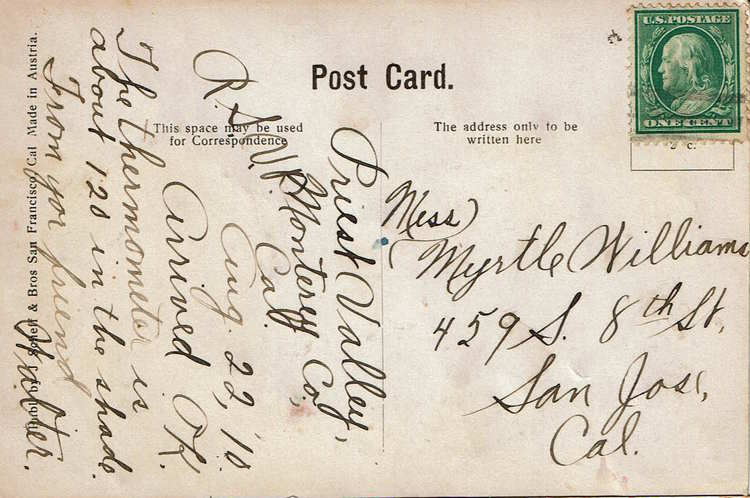 U.S. POSTAGE
ONE CENT
2 c.
Post Card.
This space may be used
for Correspondence
The address only to be
written here
Publ. by J. Scheff & Bros San Francisco, Cal Made in Austria.
Priest Valley,
Monterey Co,
Cal.
Aug. 22, '10
Arrived O.K.
The thermometer is
about 120 in the shade.
From yor friend
Walter.
Mess
Myrtle Williams
459 S. 8th St,
San Jose,
Cal.